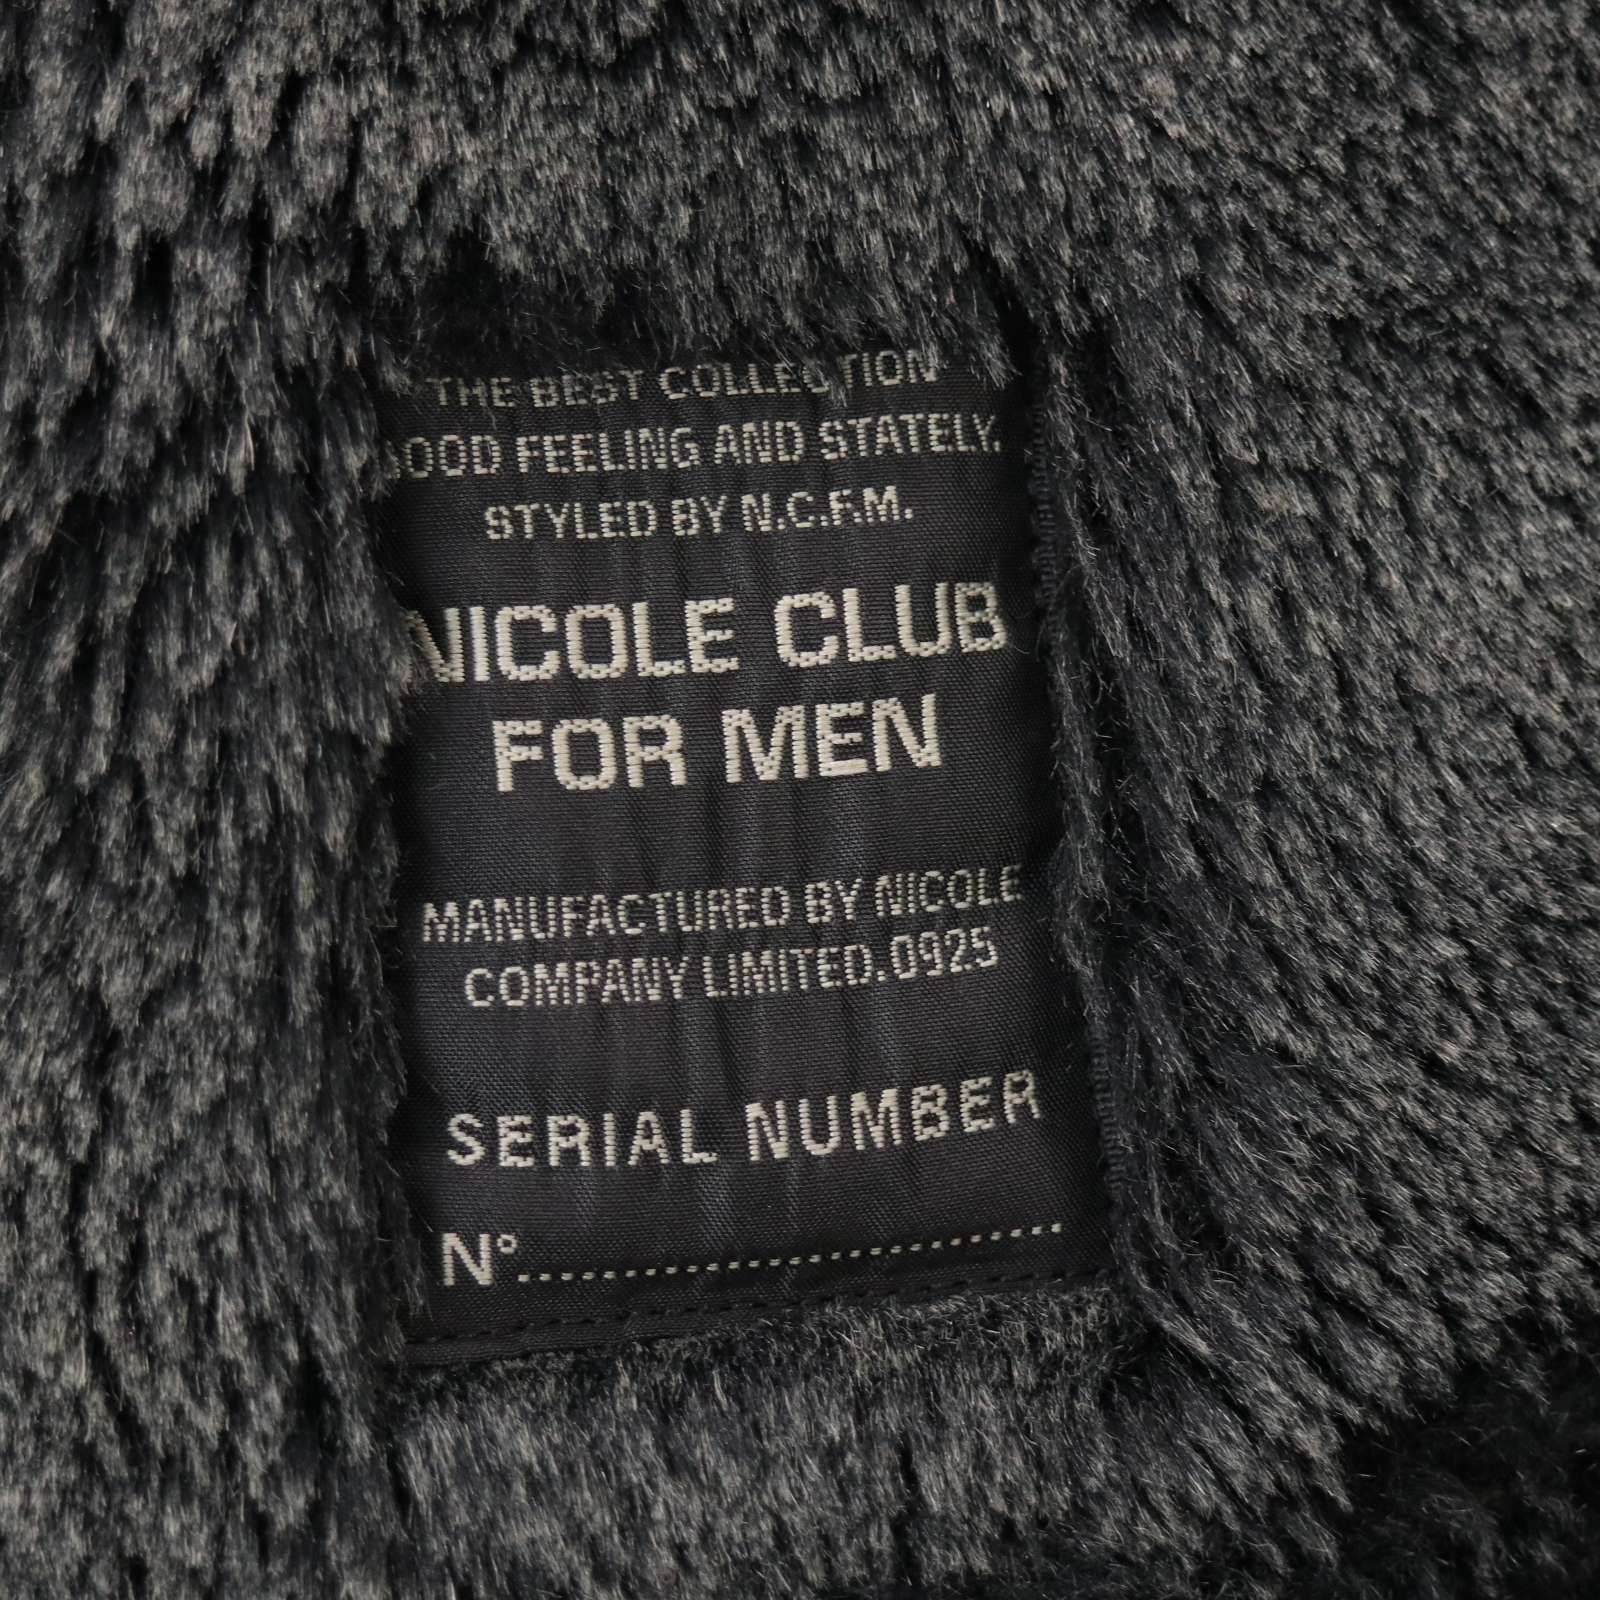 THE BEST COLLECTION
GOOD FEELING AND STATELY.
STYLED BY N.C.F.M.
NICOLE CLUB
FOR MEN
MANUFACTURED BY NICOLE
COMPANY LIMITED.0925
SERIAL NUMBER
N° ..............................